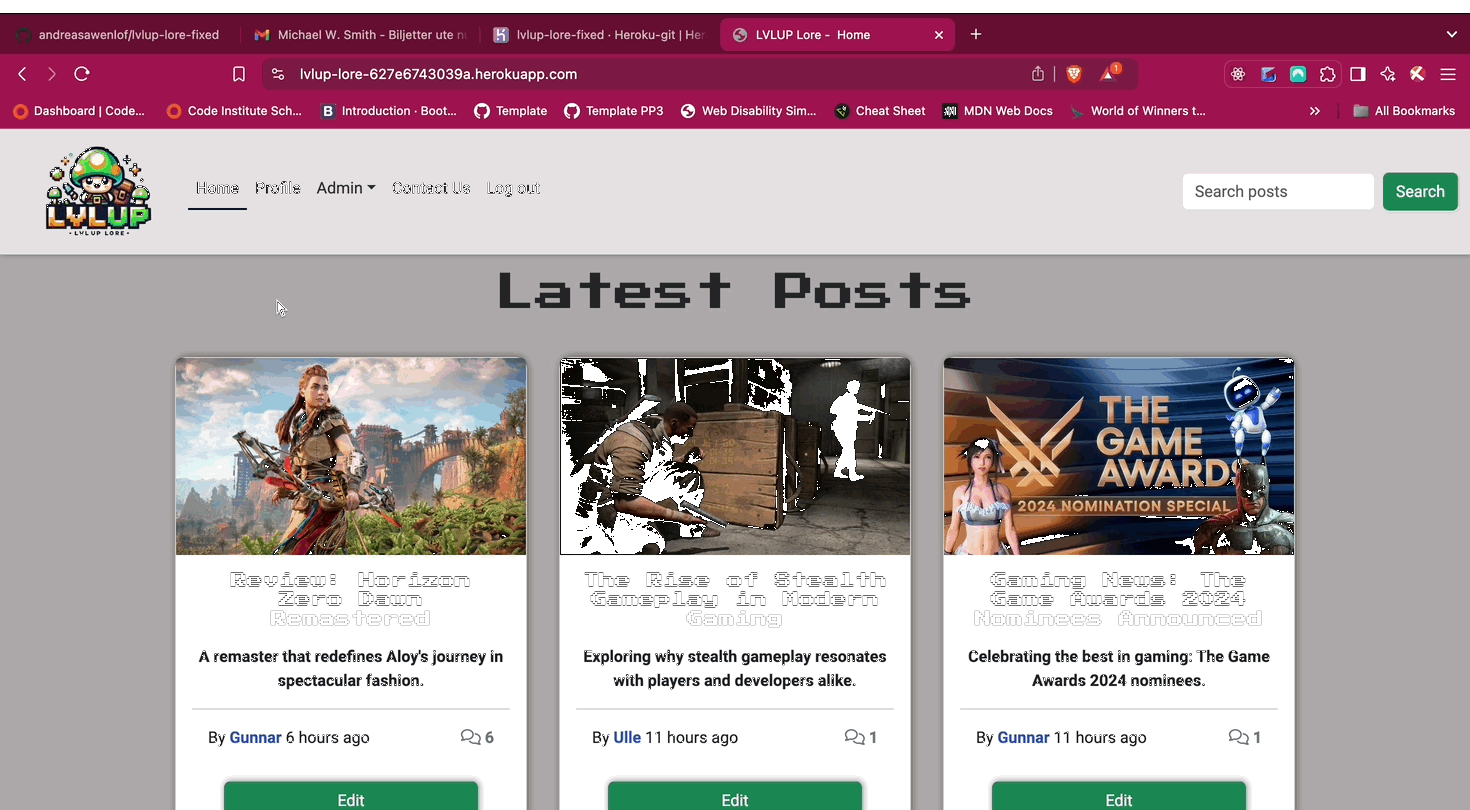 andreasawenlof/lvlup-lore-fixed
Michael W. Smith - Biljetter ute
lvlup-lore-fixed · Heroku-git | Her
LVLUP Lore - Home
lvlup-lore-627e6743039a.herokuapp.com
1
Dashboard | Code...
Code Institute Sch...
B Introduction · Boot...
Template
Template PP3
Web Disability Sim...
Cheat Sheet
MDN Web Docs
World of Winners t...
All Bookmarks
LVLUP
· LVLUP LORE ·
Home
Profile
Admin
Contact Us
Log out
Search posts
Search
Latest Posts
THE
GAME
AWARDS
2024 NOMINATION SPECIAL
Review: Horizon
Zero Dawn
Remastered
A remaster that redefines Aloy's journey in
spectacular fashion.
By Gunnar 6 hours ago
6
Edit
The Rise of Stealth
Gameplay in Modern
Gaming
Exploring why stealth gameplay resonates
with players and developers alike.
By Ulle 11 hours ago
1
Edit
Gaming News: The
Game Awards 2024
Nominees Announced
Celebrating the best in gaming: The Game
Awards 2024 nominees.
By Gunnar 11 hours ago
1
Edit